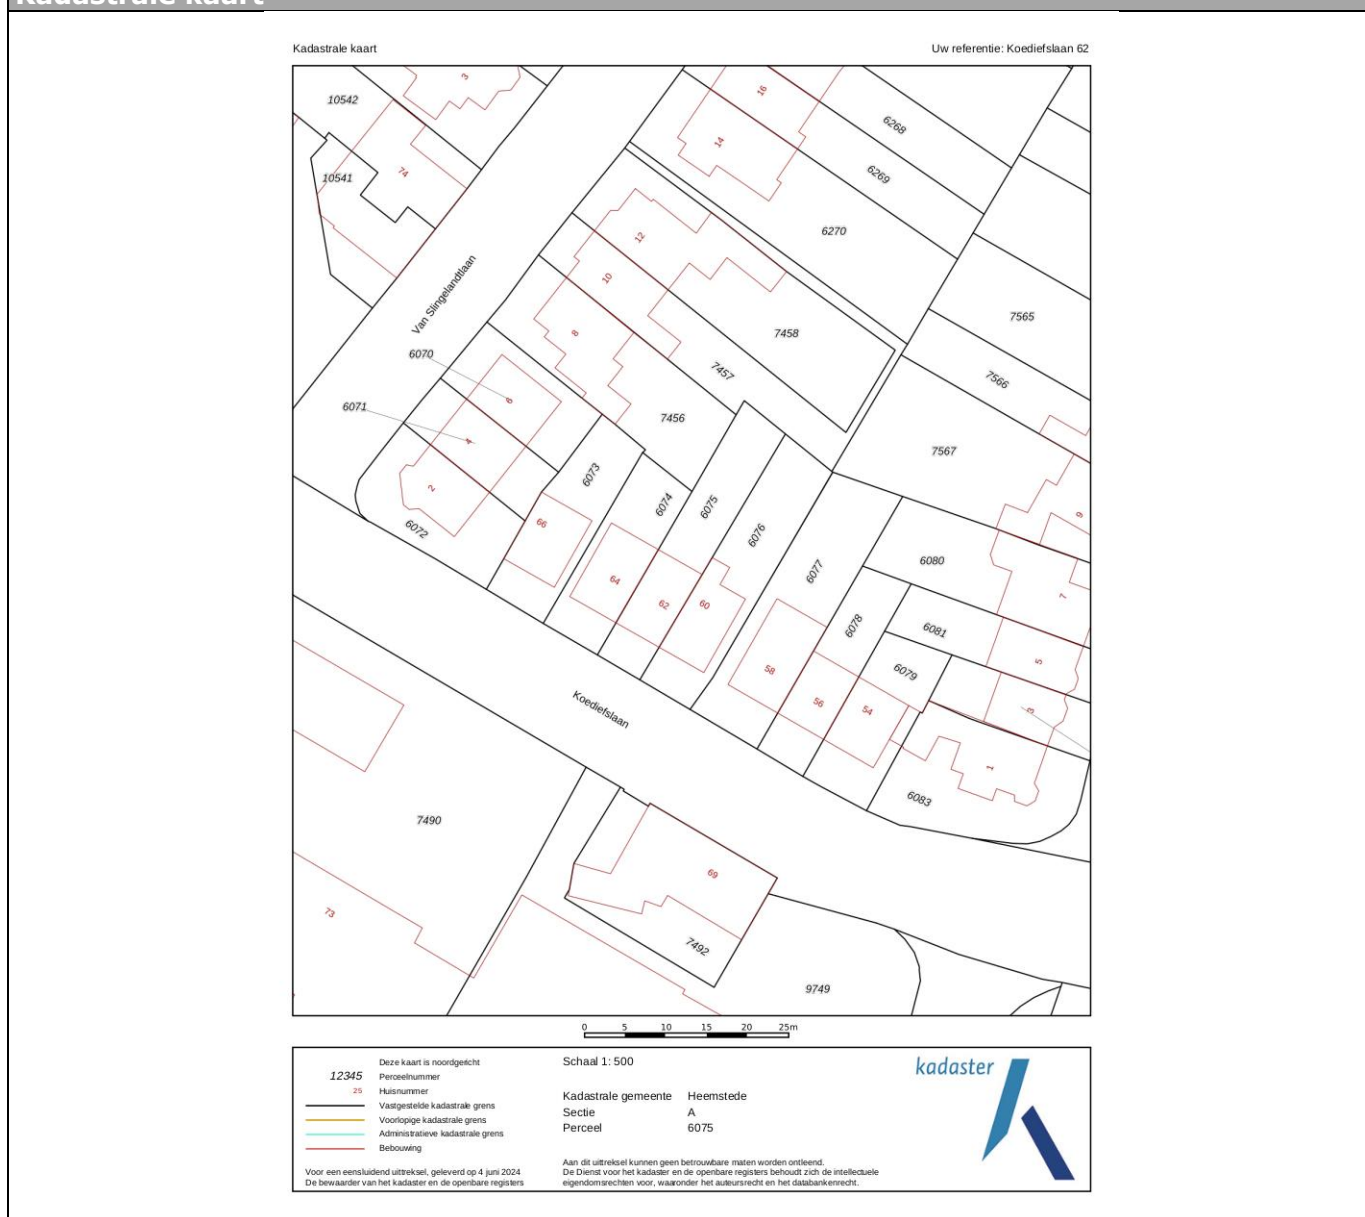 Kadastrale kaart
Kadastrale kaart
Uw referentie: Koediefslaan 62
10542
3
16
6268
14
74
10541
6269
6270
12
Van Slingelandtlaan
10
7565
8
7458
6070
7457
7566
6
6071
7456
4
7567
6073
2
6074
6075
9
66
6072
6076
6080
6077
64
7
62
60
6078
6081
5
58
6079
56
54
3
Koediefslaan
1
6083
7490
69
73
7492
9749
0 5 10 15 20 25m
Deze kaart is noordgericht
12345 Perceelnummer
25 Huisnummer
Vastgestelde kadastrale grens
Voorlopige kadastrale grens
Administratieve kadastrale grens
Bebouwing
Voor een eensluidend uittreksel, geleverd op 4 juni 2024
De bewaarder van het kadaster en de openbare registers
Schaal 1: 500
Kadastrale gemeente Heemstede
Sectie A
Perceel 6075
Aan dit uittreksel kunnen geen betrouwbare maten worden ontleend.
De Dienst voor het kadaster en de openbare registers behoudt zich de intellectuele
eigendomsrechten voor, waaronder het auteursrecht en het databankenrecht.
kadaster